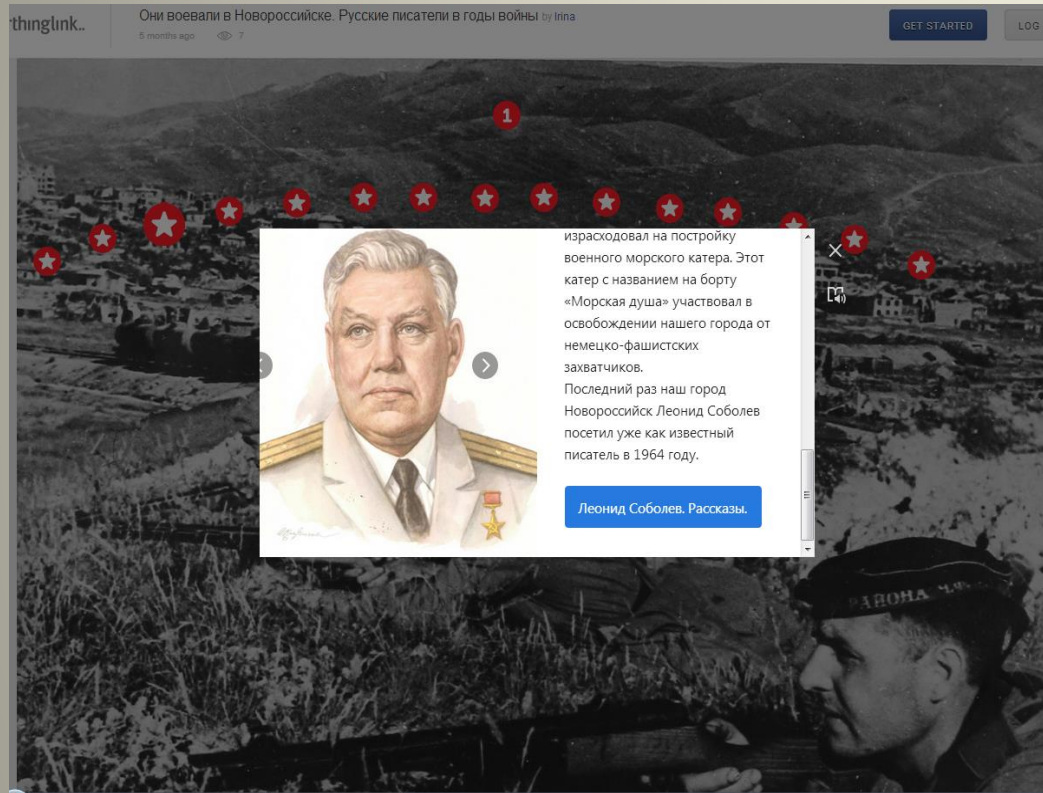 thinglink..
Они воевали в Новороссийске. Русские писатели в годы войны by Irina
5 months ago 7
GET STARTED
LOG
1
израсходовал на постройку
военного морского катера. Этот
катер с названием на борту
«Морская душа» участвовал в
освобождении нашего города от
немецко-фашистских
захватчиков.
Последний раз наш город
Новороссийск Леонид Соболев
посетил уже как известный
писатель в 1964 году.
Леонид Соболев. Рассказы.
РАЙОНА Ч.Ф.